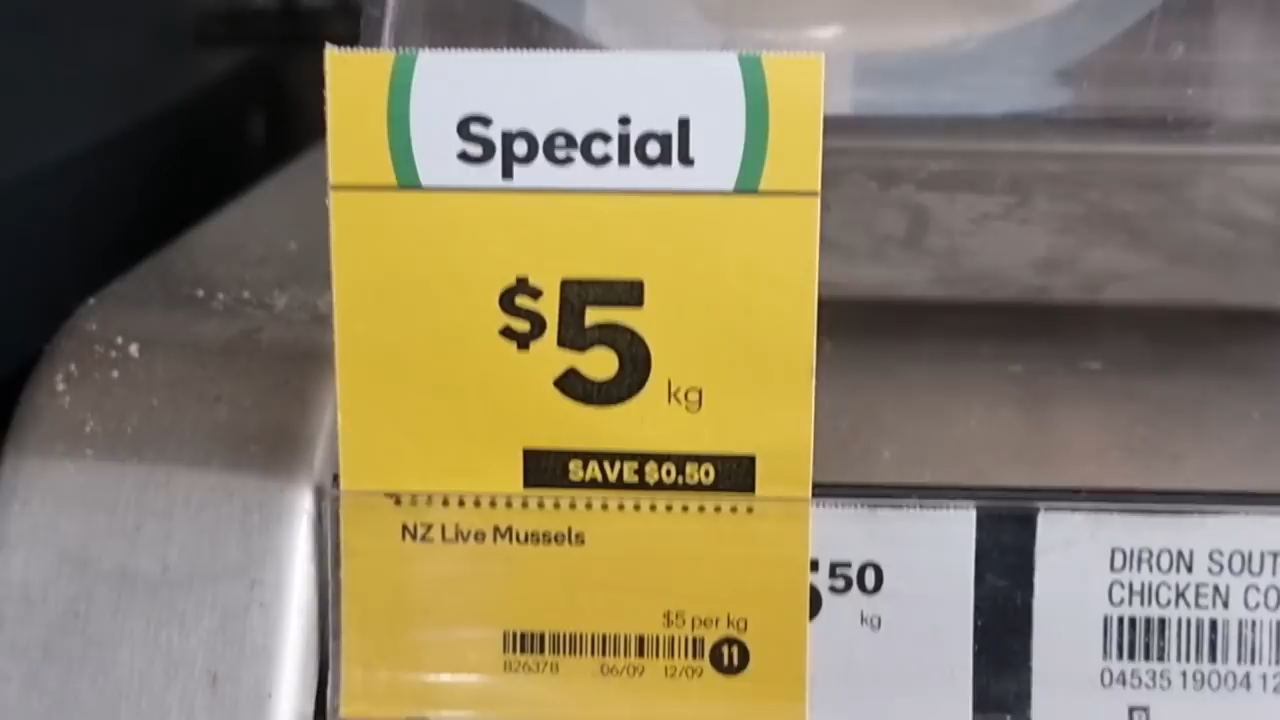 Special
$5 kg
SAVE $0.50
NZ Live Mussels
$5 per kg
826378 06/09 12/09 11
50
kg
DIRON SOUT
CHICKEN CO
04535 19004 12